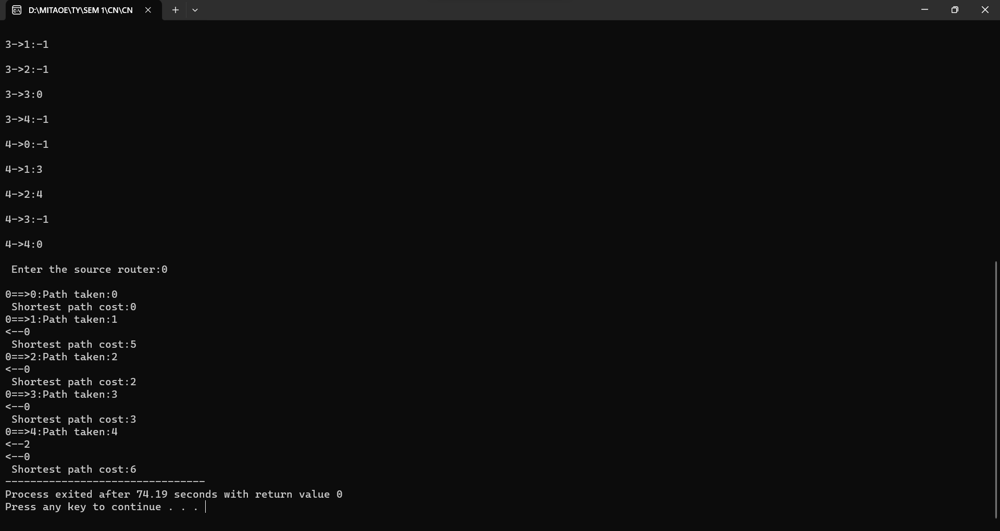 D:\MITAOE\TY\SEM 1\CN\CN
3->1:-1
3->2:-1
3->3:0
3->4:-1
4->0:-1
4->1:3
4->2:4
4->3:-1
4->4:0
Enter the source router:0
0==>0:Path taken:0
Shortest path cost:0
0==>1:Path taken:1
<--0
Shortest path cost:5
0==>2:Path taken:2
<--0
Shortest path cost:2
0==>3:Path taken:3
<--0
Shortest path cost:3
0==>4:Path taken:4
<--2
<--0
Shortest path cost:6
--------------------------------
Process exited after 74.19 seconds with return value 0
Press any key to continue . . .